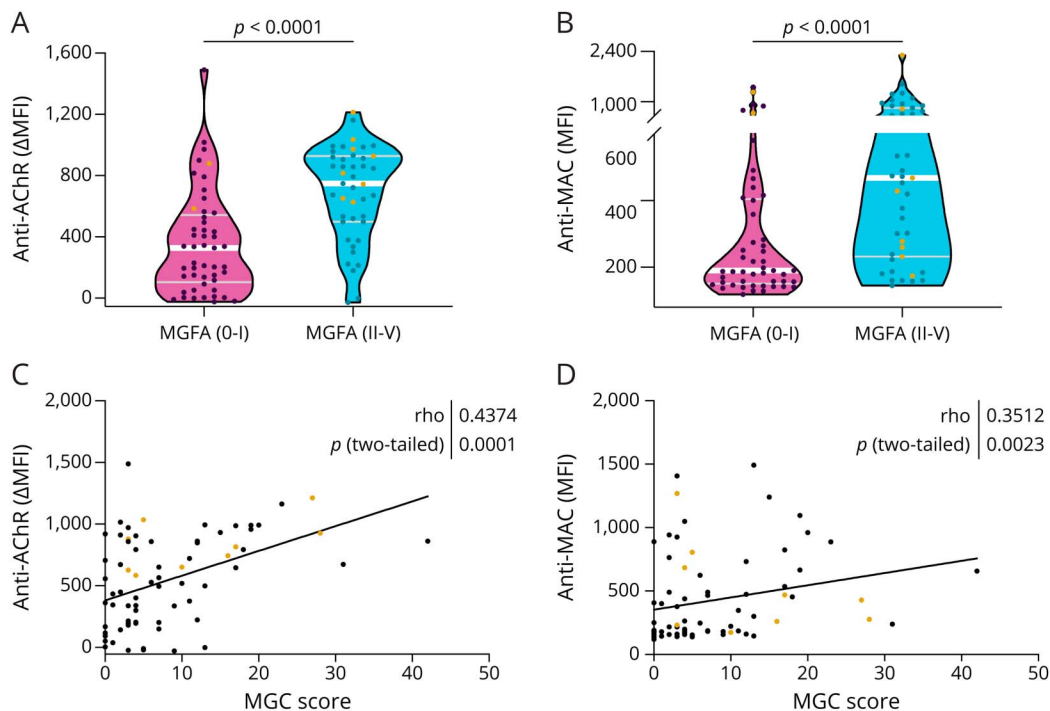 A
p < 0.0001
Anti-AChR (ΔMFI)
1,600
1,200
800
400
0
MGFA (0-I)
MGFA (II-V)
B
p < 0.0001
Anti-MAC (MFI)
2,400
1,000
600
400
200
MGFA (0-I)
MGFA (II-V)
C
rho 0.4374
p (two-tailed) 0.0001
Anti-AChR (ΔMFI)
2,000
1,500
1,000
500
0
0 10 20 30 40 50
MGC score
D
rho 0.3512
p (two-tailed) 0.0023
Anti-MAC (MFI)
2,000
1,500
1,000
500
0
0 10 20 30 40 50
MGC score